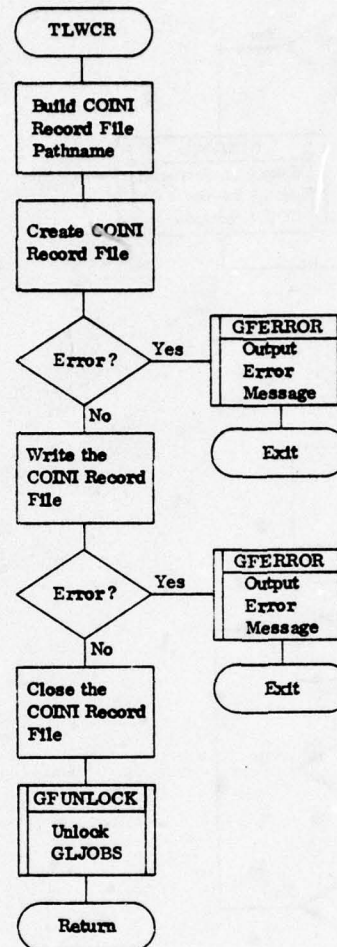 TLWCR
Build COINI
Record File
Pathname
Create COINI
Record File
Error?
Yes
GFERROR
Output
Error
Message
Exit
No
Write the
COINI Record
File
Error?
Yes
GFERROR
Output
Error
Message
Exit
No
Close the
COINI Record
File
GFUNLOCK
Unlock
GLJOBS
Return